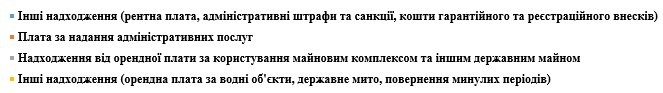 Інші надходження (рентна плата, адміністративні штрафи та санкції, кошти гарантійного та реєстраційного внесків)
Плата за надання адміністративних послуг
Надходження від орендної плати за користування майновим комплексом та іншим державним майном
Інші надходження (орендна плата за водні об'єкти, державне мито, повернення минулих періодів)